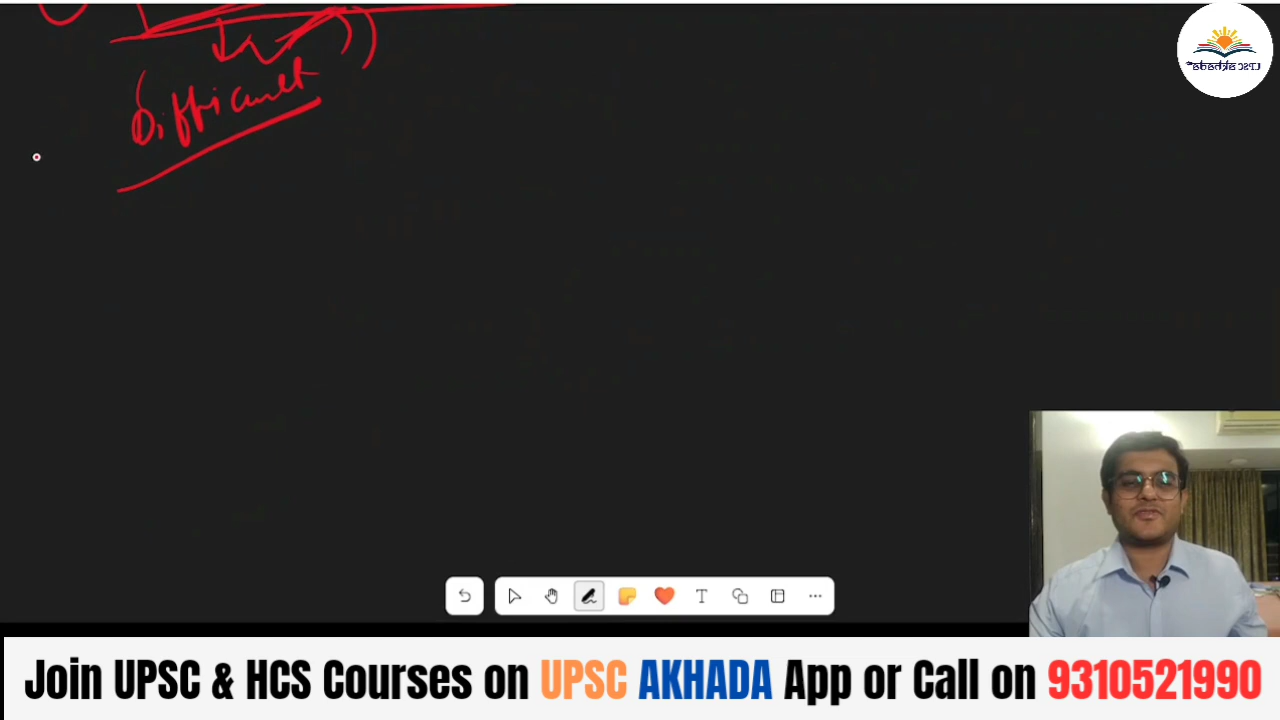 Difficult
Join UPSC & HCS Courses on UPSC AKHADA App or Call on 9310521990